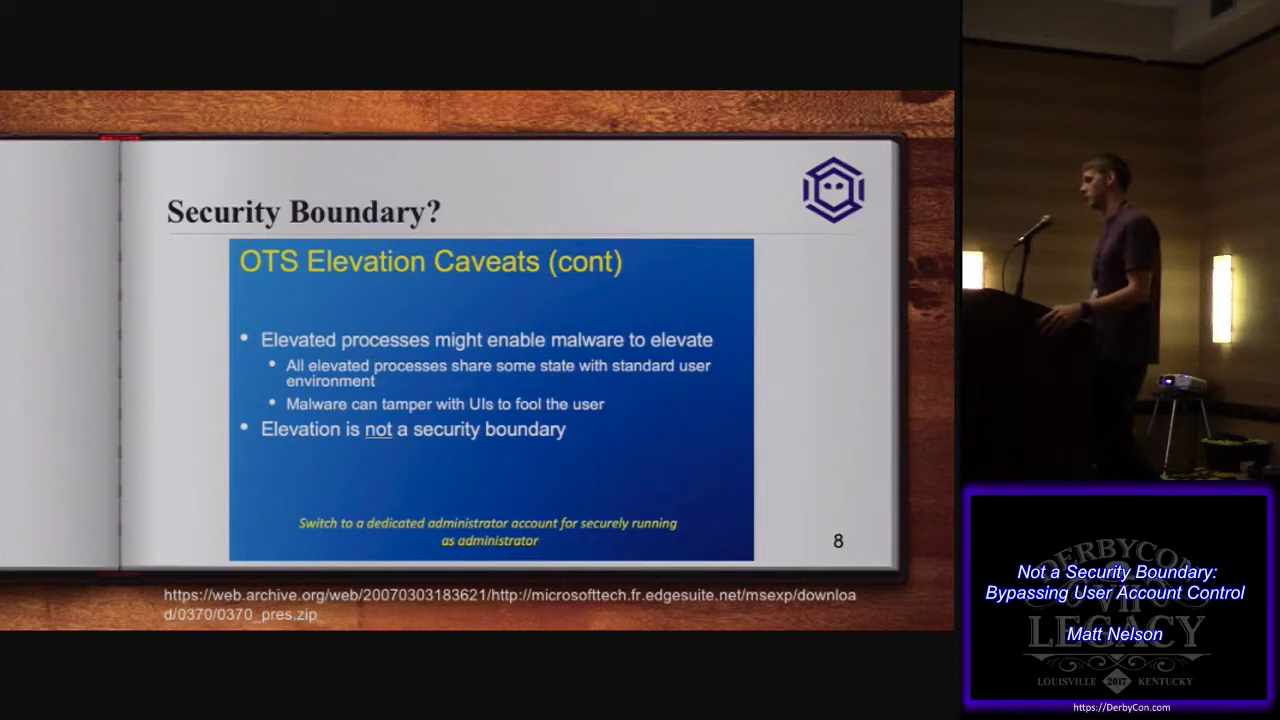 Security Boundary?
OTS Elevation Caveats (cont)
• Elevated processes might enable malware to elevate
• All elevated processes share some state with standard user
environment
• Malware can tamper with UIs to fool the user
• Elevation is not a security boundary
Switch to a dedicated administrator account for securely running
as administrator
8
https://web.archive.org/web/20070303183621/http://microsofttech.fr.edgesuite.net/msexp/downloa
d/0370/0370_pres.zip
DERBYCON
Not a Security Boundary:
Bypassing User Account Control
Matt Nelson
LEGACY
LOUISVILLE 2017 KENTUCKY
https://DerbyCon.com